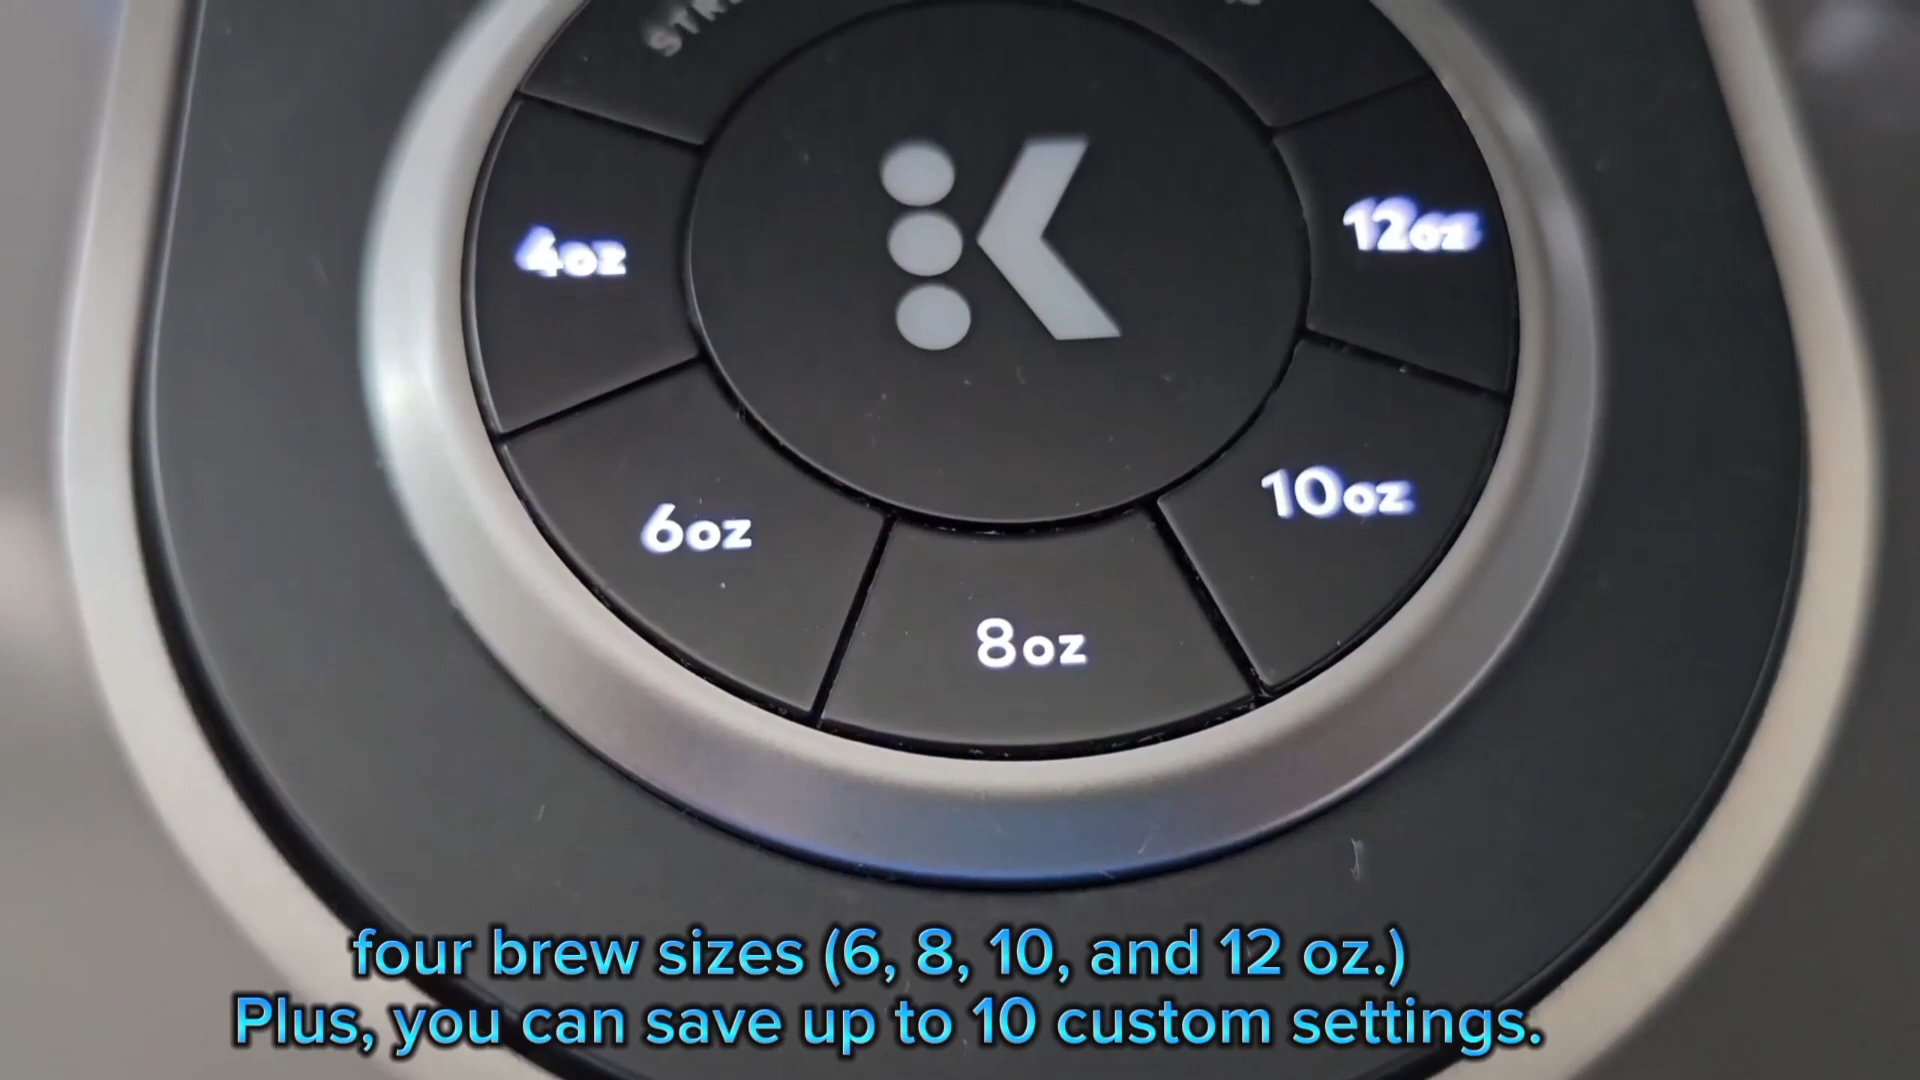 4oz
12oz
6oz
10oz
8oz
four brew sizes (6, 8, 10, and 12 oz.)
Plus, you can save up to 10 custom settings.